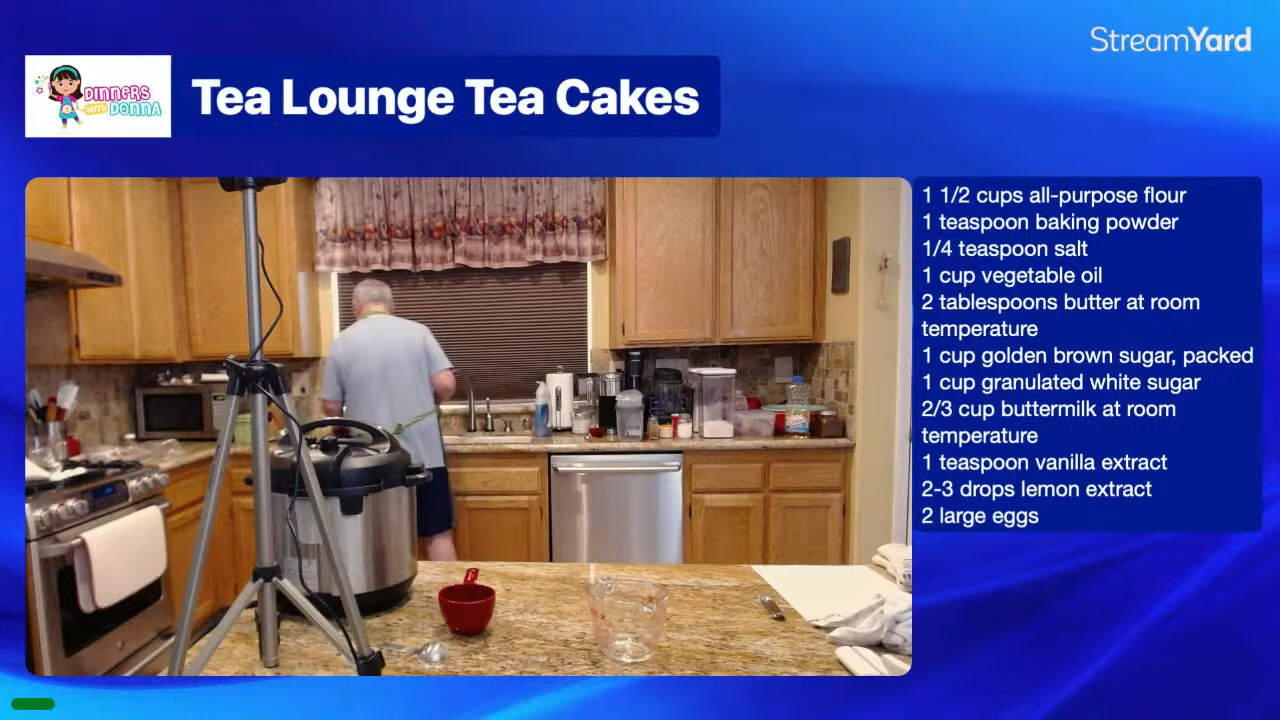 StreamYard
DINNERS
WITH DONNA
Tea Lounge Tea Cakes
1 1/2 cups all-purpose flour
1 teaspoon baking powder
1/4 teaspoon salt
1 cup vegetable oil
2 tablespoons butter at room
temperature
1 cup golden brown sugar, packed
1 cup granulated white sugar
2/3 cup buttermilk at room
temperature
1 teaspoon vanilla extract
2-3 drops lemon extract
2 large eggs